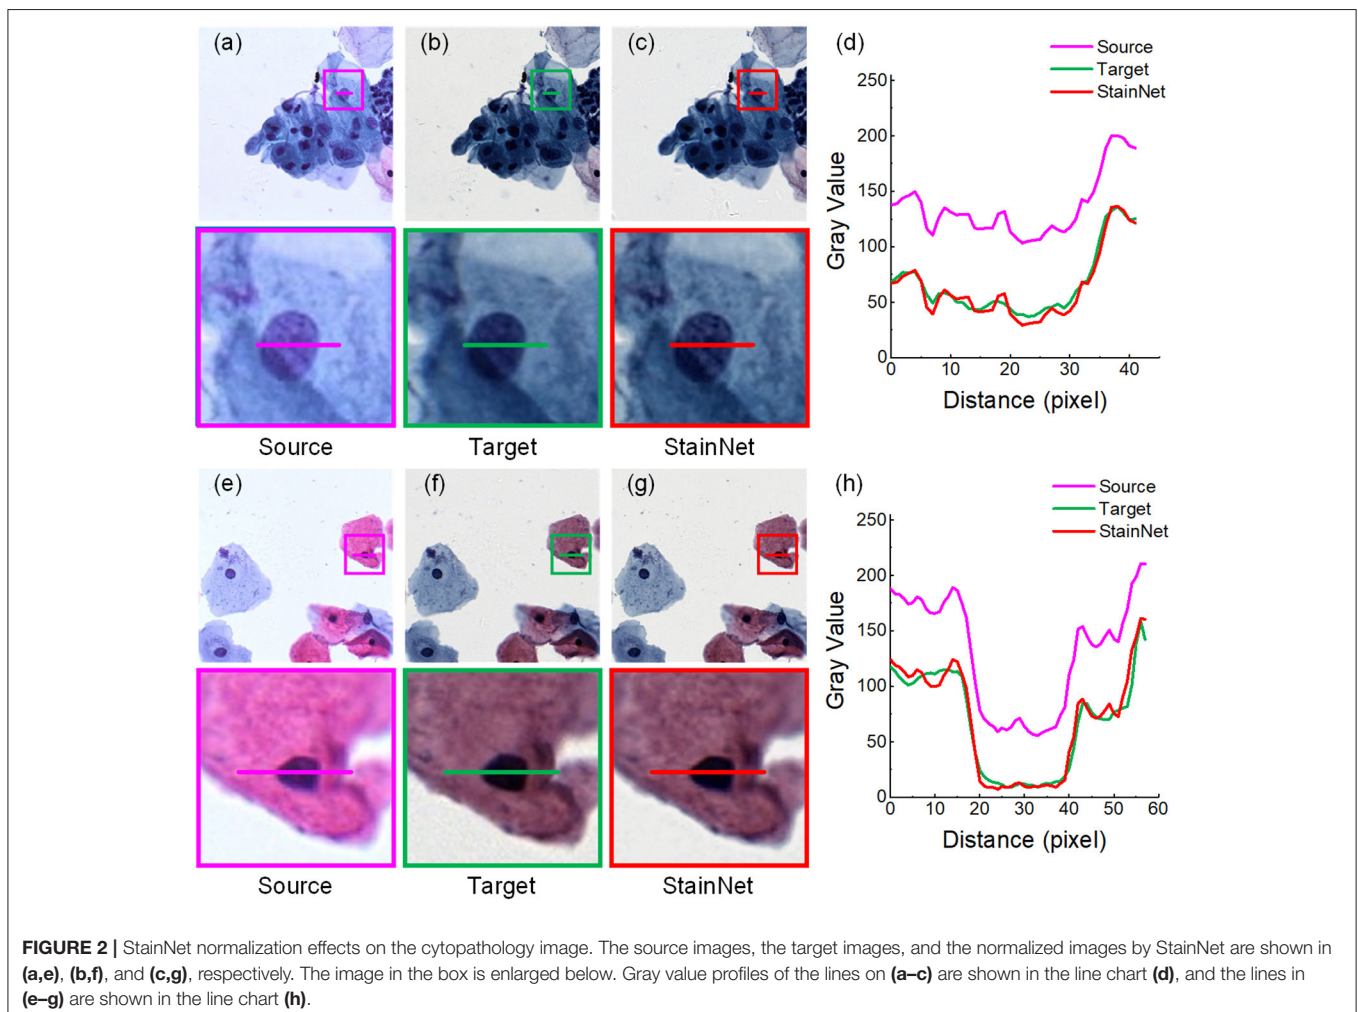 (a)
(b)
(c)
(d)
Source
Target
StainNet
250
200
150
100
50
0
Gray Value
0 10 20 30 40
Distance (pixel)
Source Target StainNet
(e)
(f)
(g)
(h)
Source
Target
StainNet
250
200
150
100
50
0
Gray Value
0 10 20 30 40 50 60
Distance (pixel)
Source Target StainNet
FIGURE 2 | StainNet normalization effects on the cytopathology image. The source images, the target images, and the normalized images by StainNet are shown in
(a,e), (b,f), and (c,g), respectively. The image in the box is enlarged below. Gray value profiles of the lines on (a–c) are shown in the line chart (d), and the lines in
(e–g) are shown in the line chart (h).